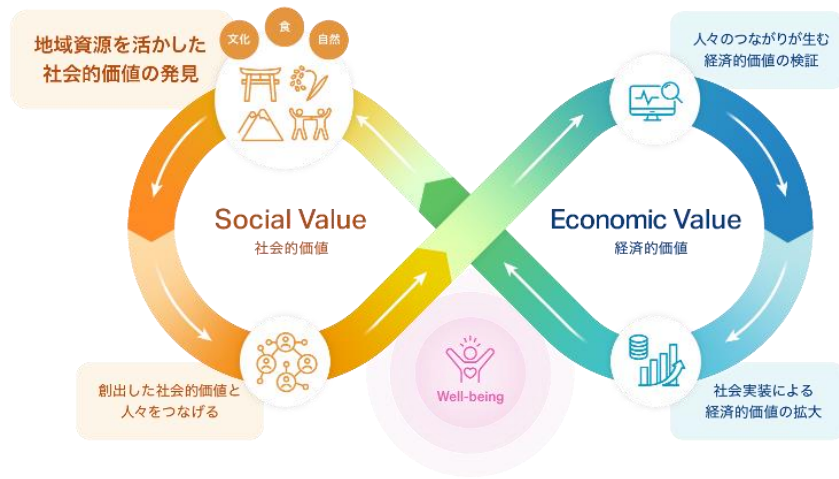 地域資源を活かした
社会的価値の発見
文化
食
自然
人々のつながりが生む
経済的価値の検証
Social Value
社会的価値
Economic Value
経済的価値
創出した社会的価値と
人々をつなげる
Well-being
社会実装による
経済的価値の拡大